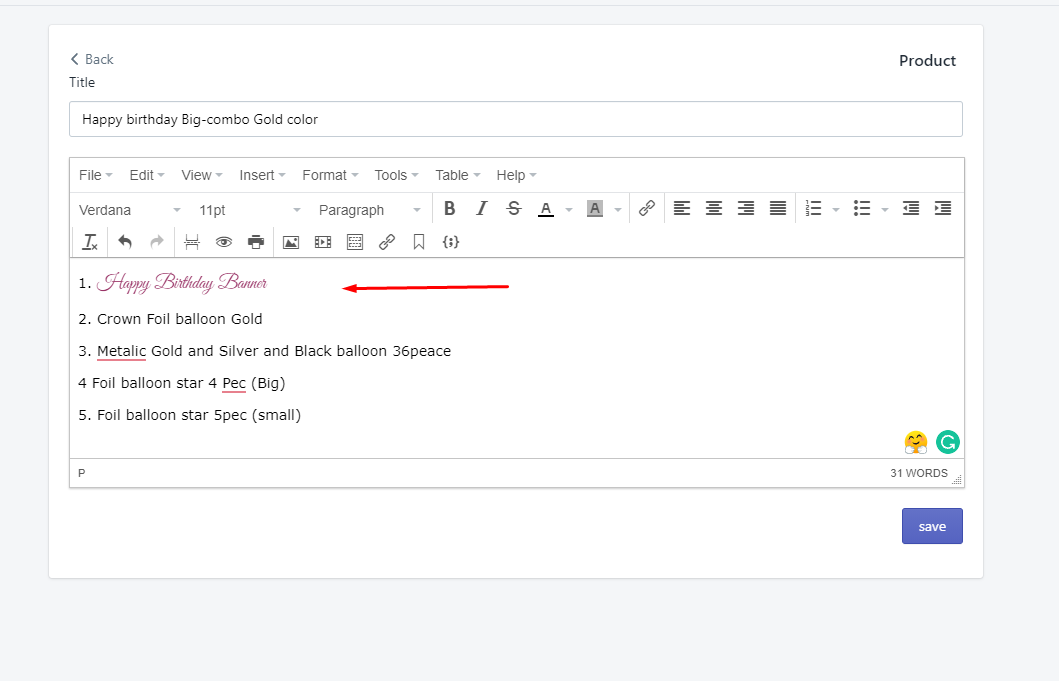 Back
Product
Title
Happy birthday Big-combo Gold color
File Edit View Insert Format Tools Table Help
Verdana 11pt Paragraph B I S A A
1. Happy Birthday Banner
2. Crown Foil balloon Gold
3. Metalic Gold and Silver and Black balloon 36peace
4 Foil balloon star 4 Pec (Big)
5. Foil balloon star 5pec (small)
P 31 WORDS
save